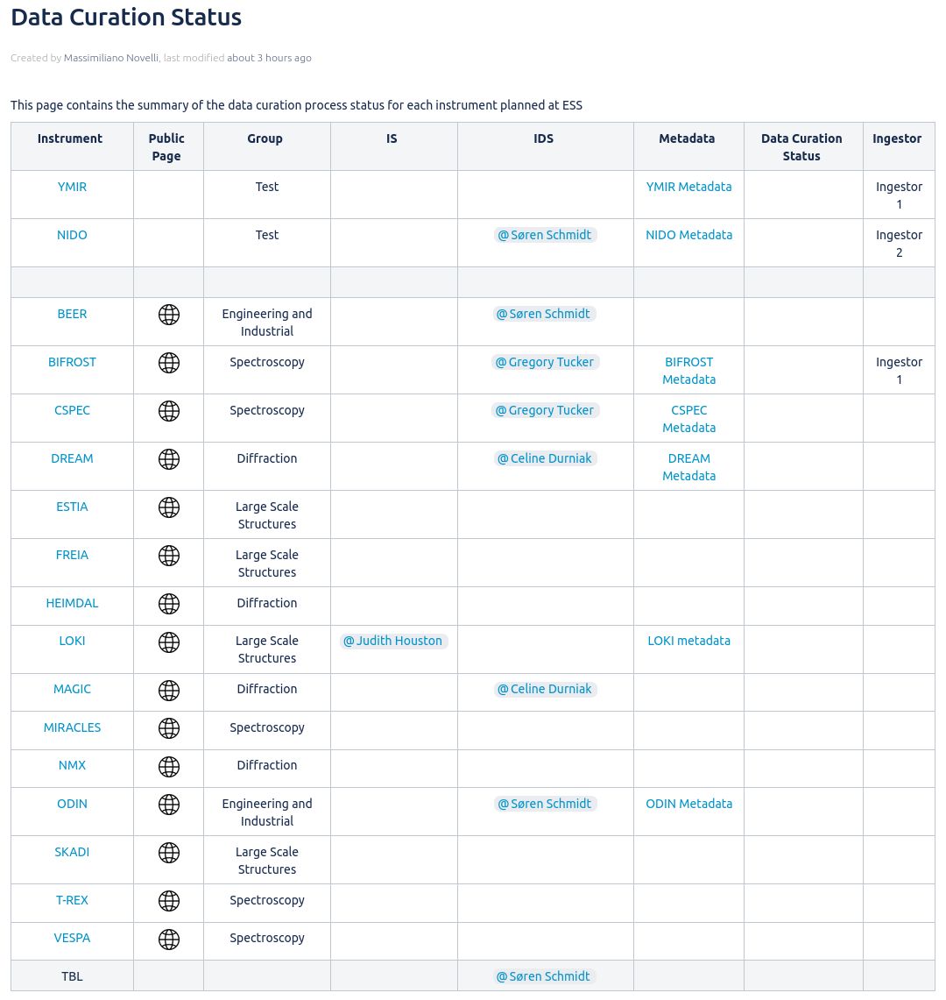 Data Curation Status
Created by Massimiliano Novelli, last modified about 3 hours ago
This page contains the summary of the data curation process status for each instrument planned at ESS
Instrument Public Page Group IS IDS Metadata Data Curation Status Ingestor
YMIR Test YMIR Metadata Ingestor 1
NIDO Test @Søren Schmidt NIDO Metadata Ingestor 2
BEER Engineering and Industrial @Søren Schmidt
BIFROST Spectroscopy @Gregory Tucker BIFROST Metadata Ingestor 1
CSPEC Spectroscopy @Gregory Tucker CSPEC Metadata
DREAM Diffraction @Celine Durniak DREAM Metadata
ESTIA Large Scale Structures
FREIA Large Scale Structures
HEIMDAL Diffraction
LOKI Large Scale Structures @Judith Houston LOKI metadata
MAGIC Diffraction @Celine Durniak
MIRACLES Spectroscopy
NMX Diffraction
ODIN Engineering and Industrial @Søren Schmidt ODIN Metadata
SKADI Large Scale Structures
T-REX Spectroscopy
VESPA Spectroscopy
TBL @Søren Schmidt